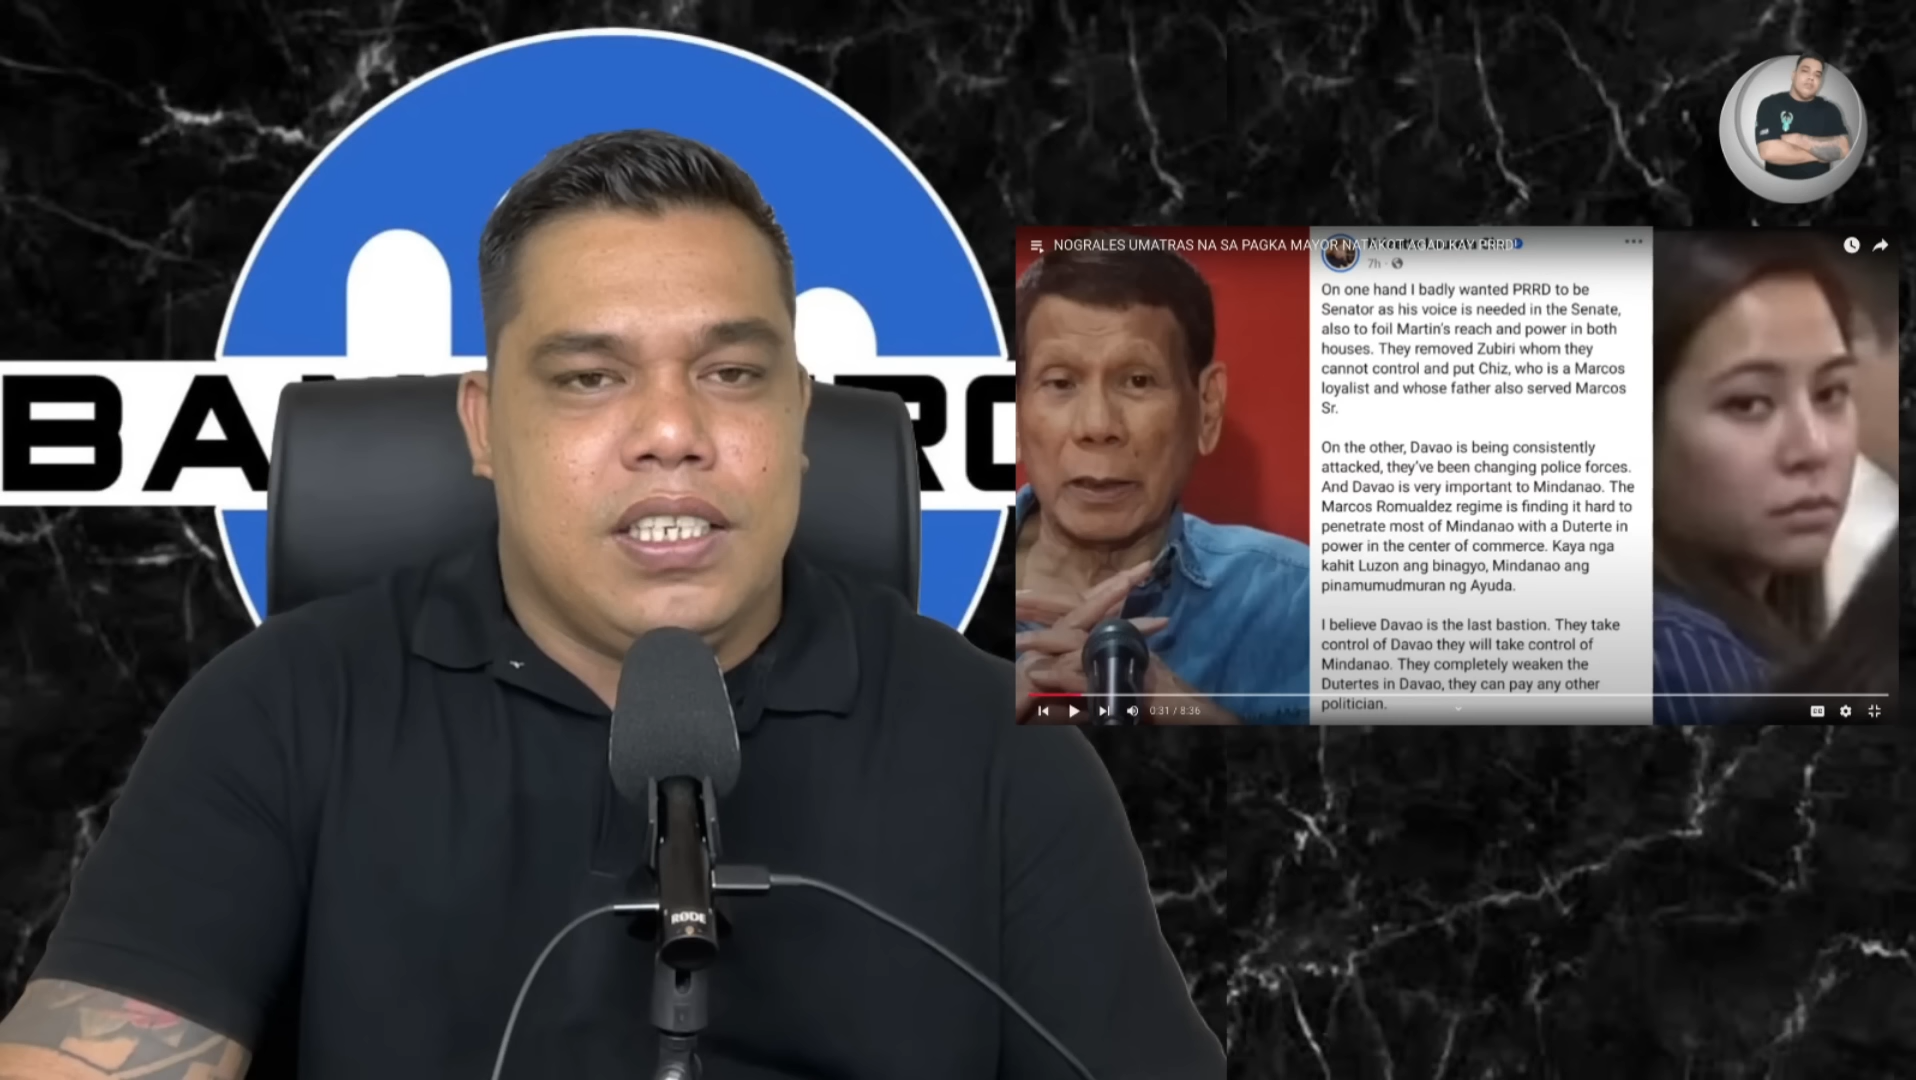 BA
RO
NOGRALES UMATRAS NA SA PAGKA MAYOR NATAKOT AGAD KAY PRRD!
7h
On one hand I badly wanted PRRD to be
Senator as his voice is needed in the Senate,
also to foil Martin's reach and power in both
houses. They removed Zubiri whom they
cannot control and put Chiz, who is a Marcos
loyalist and whose father also served Marcos
Sr.
On the other, Davao is being consistently
attacked, they've been changing police forces.
And Davao is very important to Mindanao. The
Marcos Romualdez regime is finding it hard to
penetrate most of Mindanao with a Duterte in
power in the center of commerce. Kaya nga
kahit Luzon ang binagyo, Mindanao ang
pinamumudmuran ng Ayuda.
I believe Davao is the last bastion. They take
control of Davao they will take control of
Mindanao. They completely weaken the
Dutertes in Davao, they can pay any other
politician.
0:31 / 8:36
RØDE